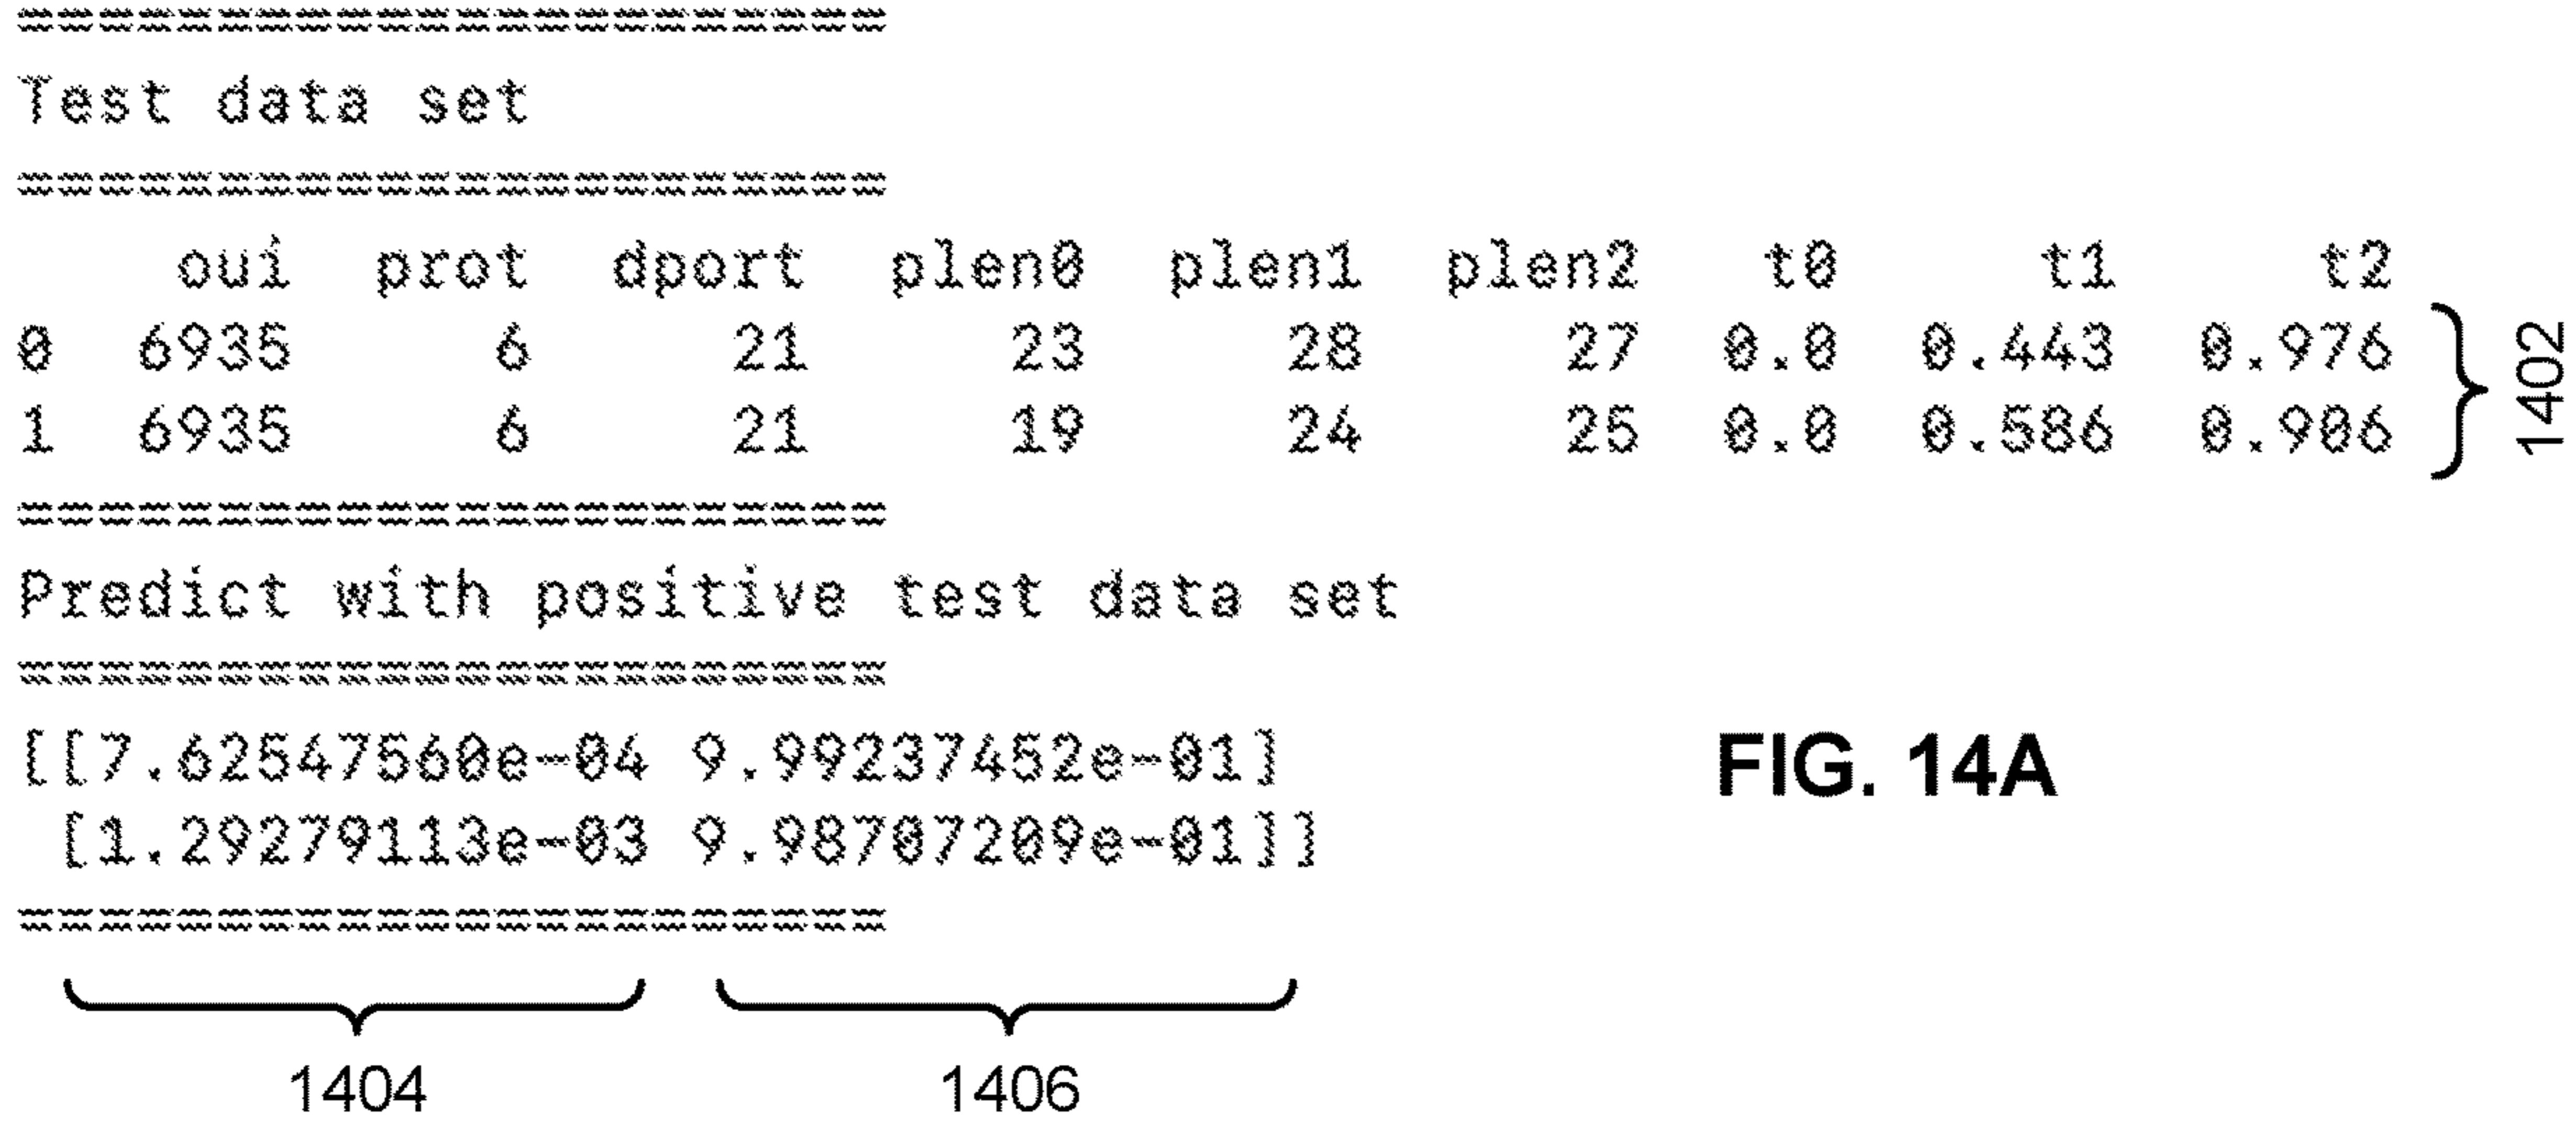 ======================
Test data set
======================
oui prot dport plen0 plen1 plen2 t0 t1 t2
0 6935 6 21 23 28 27 0.0 0.443 0.976
1 6935 6 21 19 24 25 0.0 0.586 0.906
1402
======================
Predict with positive test data set
======================
[[7.62547560e-04 9.99237452e-01]
[1.29279113e-03 9.98707209e-01]]
======================
FIG. 14A
1404 1406